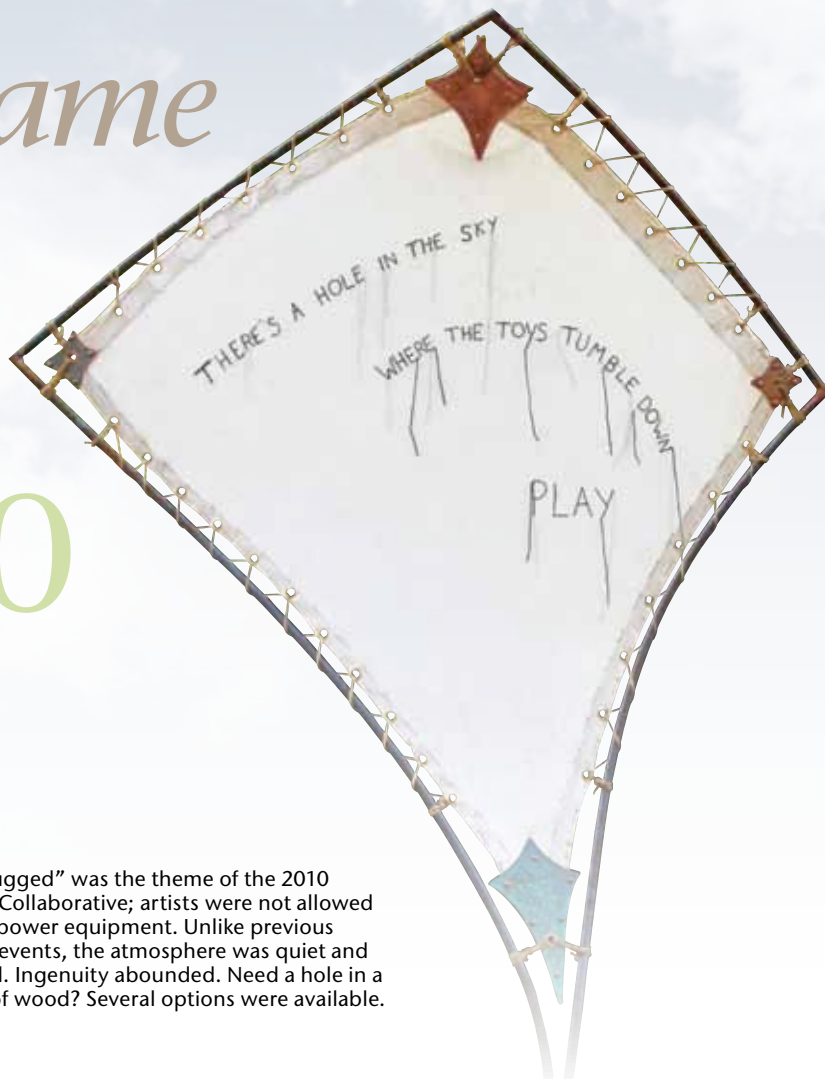 ame
THERE'S A HOLE IN THE SKY
WHERE THE TOYS TUMBLE DOWN
PLAY
0
ugged” was the theme of the 2010
Collaborative; artists were not allowed
power equipment. Unlike previous
events, the atmosphere was quiet and
l. Ingenuity abounded. Need a hole in a
of wood? Several options were available.